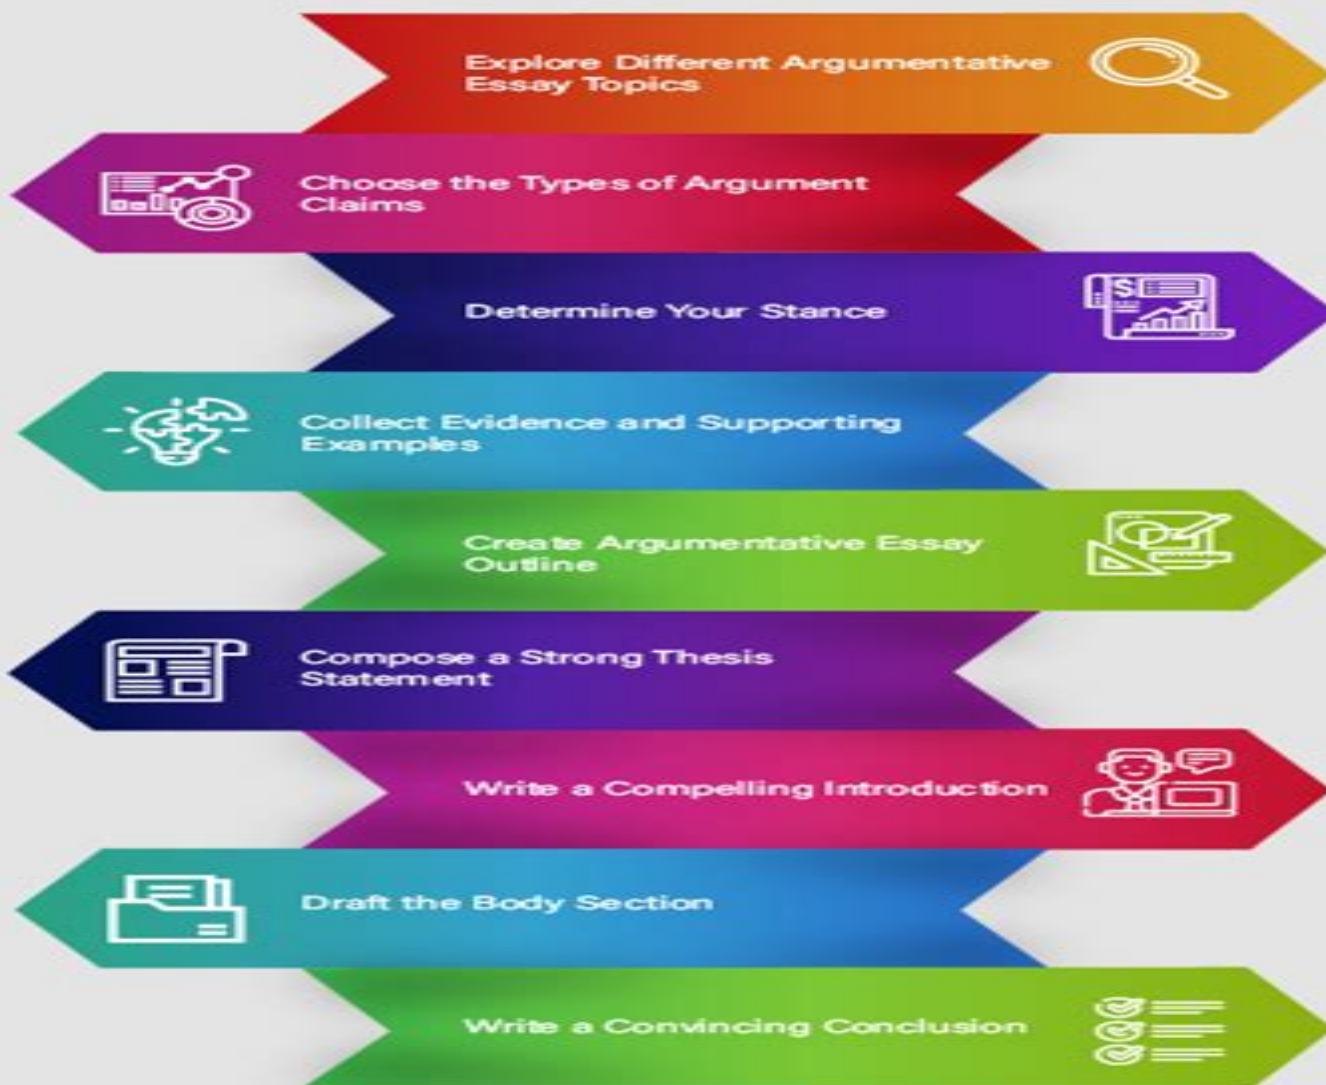 Explore Different Argumentative
Essay Topics
Choose the Types of Argument
Claims
Determine Your Stance
Collect Evidence and Supporting
Examples
Create Argumentative Essay
Outline
Compose a Strong Thesis
Statement
Write a Compelling Introduction
Draft the Body Section
Write a Convincing Conclusion